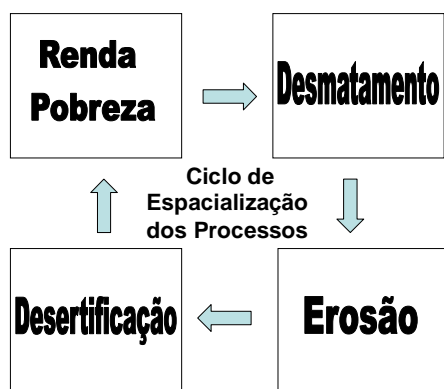 Renda
Pobreza
Desmatamento
Ciclo de
Espacialização
dos Processos
Desertificação
Erosão